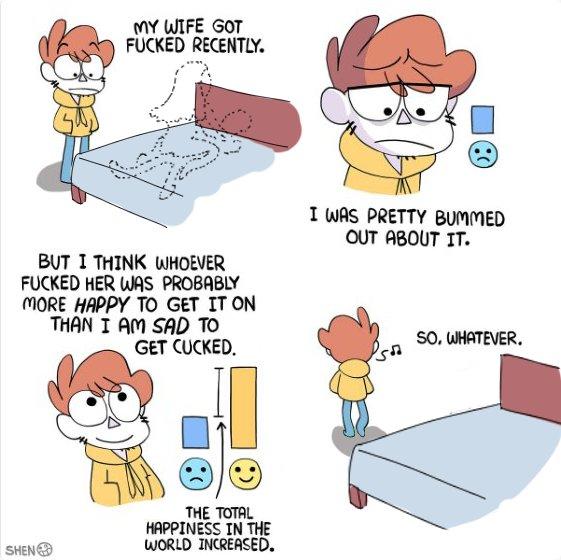 MY WIFE GOT
FUCKED RECENTLY.
I WAS PRETTY BUMMED
OUT ABOUT IT.
BUT I THINK WHOEVER
FUCKED HER WAS PROBABLY
MORE HAPPY TO GET IT ON
THAN I AM SAD TO
GET CUCKED.
THE TOTAL
HAPPINESS IN THE
WORLD INCREASED.
SO, WHATEVER.
SHEN